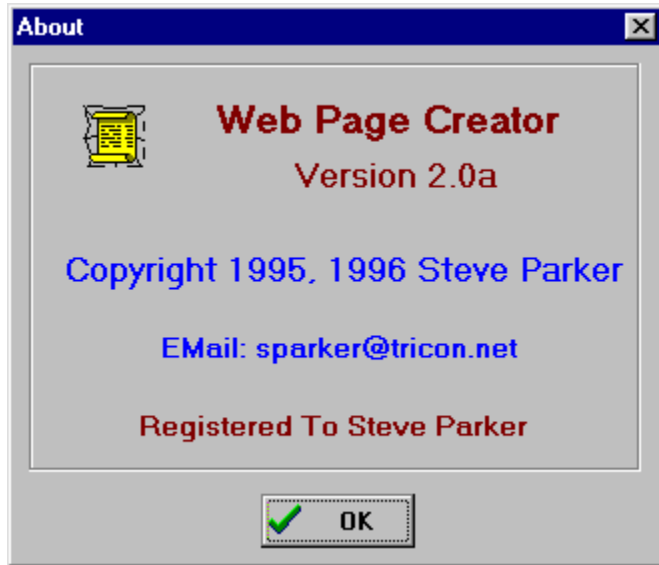 About
Web Page Creator
Version 2.0a
Copyright 1995, 1996 Steve Parker
EMail: sparker@tricon.net
Registered To Steve Parker
OK